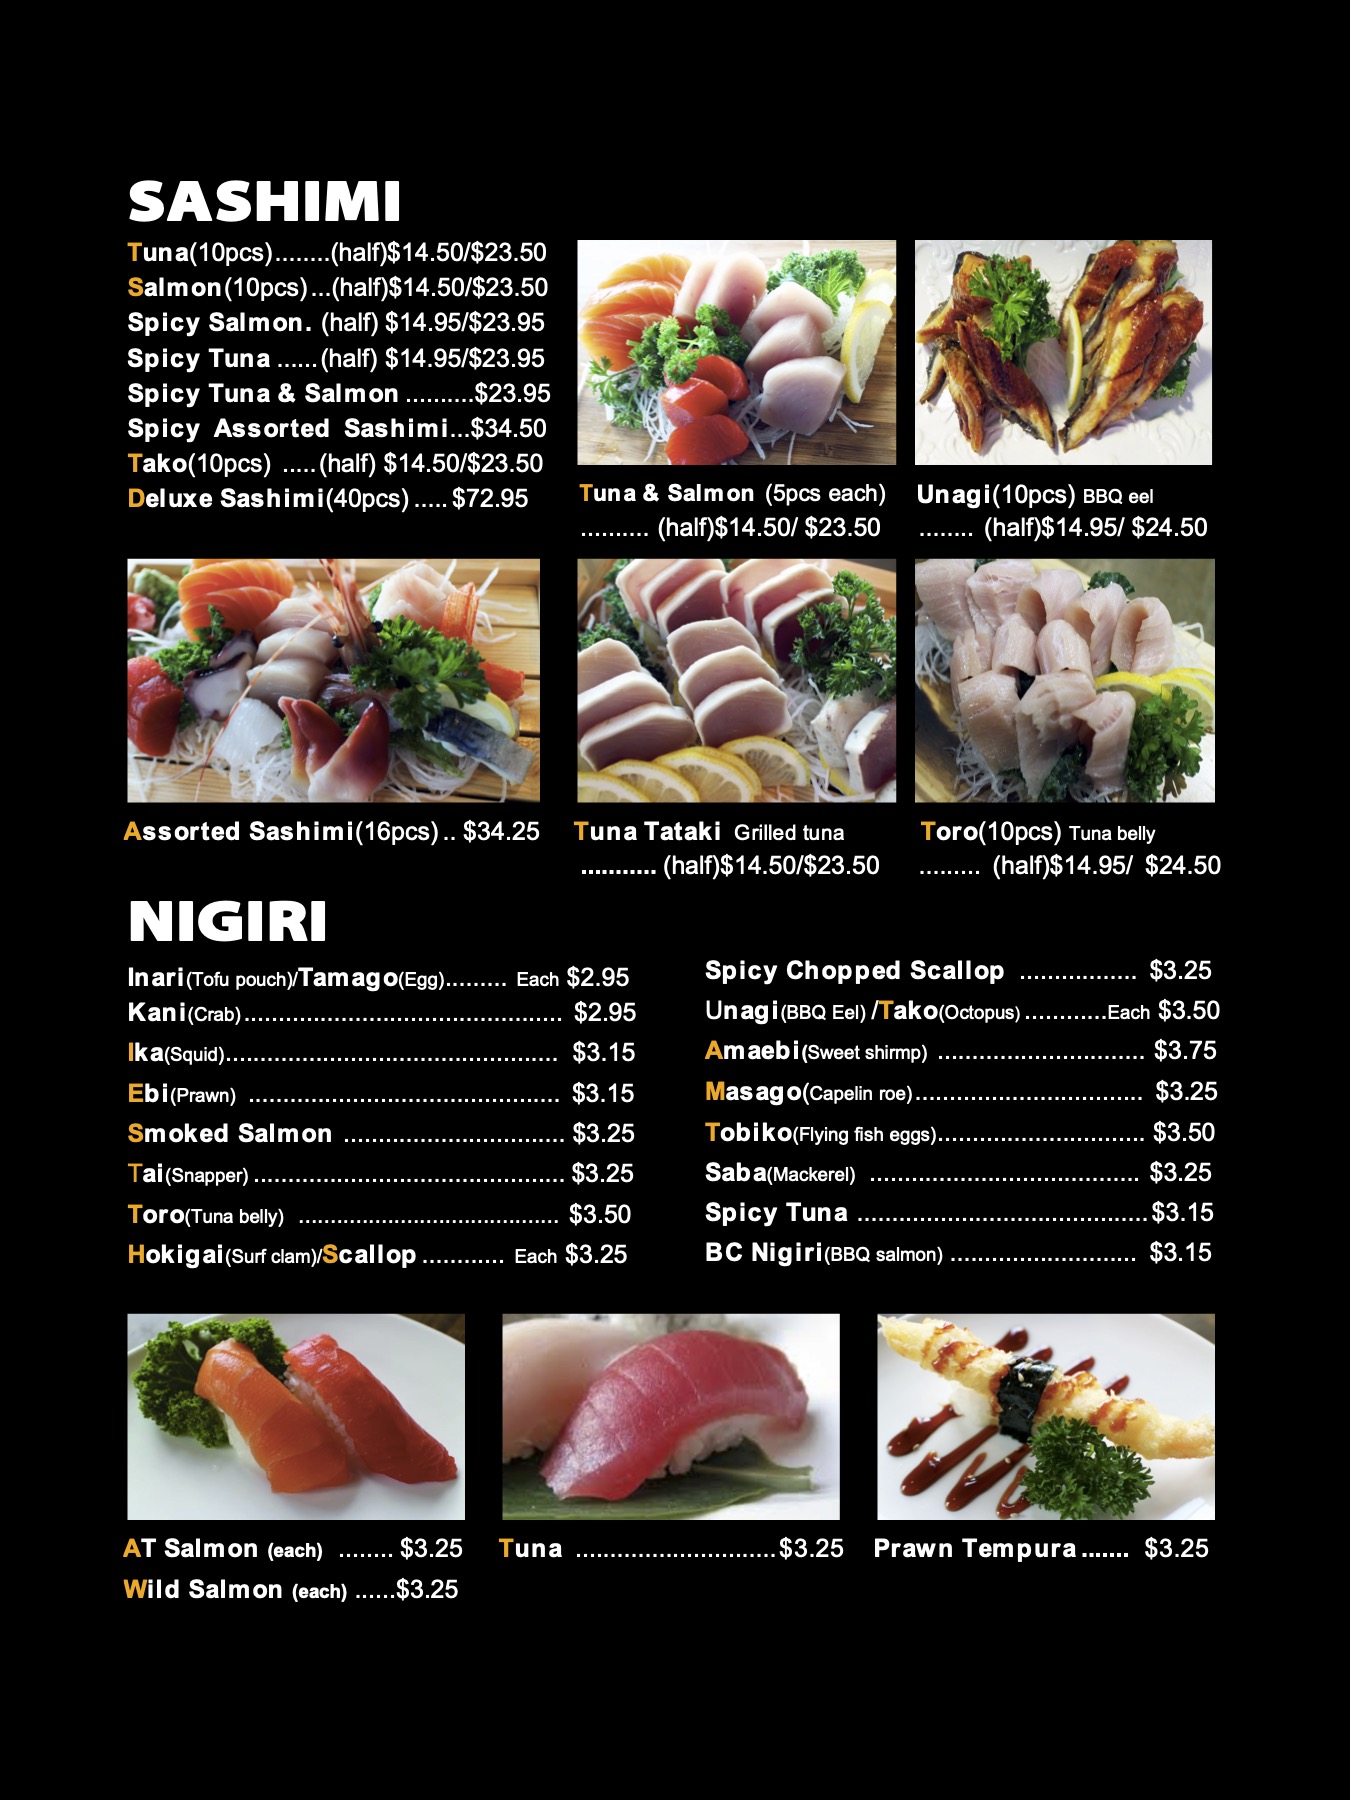 SASHIMI
Tuna(10pcs)........(half)$14.50/$23.50
Salmon(10pcs)...(half)$14.50/$23.50
Spicy Salmon. (half) $14.95/$23.95
Spicy Tuna ......(half) $14.95/$23.95
Spicy Tuna & Salmon ..........$23.95
Spicy Assorted Sashimi...$34.50
Tako(10pcs) .....(half) $14.50/$23.50
Deluxe Sashimi(40pcs) ..... $72.95
Tuna & Salmon (5pcs each)
.......... (half)$14.50/ $23.50
Unagi(10pcs) BBQ eel
........ (half)$14.95/ $24.50
Assorted Sashimi(16pcs).. $34.25
Tuna Tataki Grilled tuna
........... (half)$14.50/$23.50
Toro(10pcs) Tuna belly
......... (half)$14.95/ $24.50
NIGIRI
Inari(Tofu pouch)/Tamago(Egg)......... Each $2.95
Kani(Crab).............................................. $2.95
Ika(Squid)................................................ $3.15
Ebi(Prawn) ............................................. $3.15
Smoked Salmon ................................ $3.25
Tai(Snapper) ............................................. $3.25
Toro(Tuna belly) ...................................... $3.50
Hokigai(Surf clam)/Scallop ............ Each $3.25
Spicy Chopped Scallop ................. $3.25
Unagi(BBQ Eel) /Tako(Octopus)............Each $3.50
Amaebi(Sweet shirmp) .............................. $3.75
Masago(Capelin roe)................................. $3.25
Tobiko(Flying fish eggs).............................. $3.50
Saba(Mackerel) ....................................... $3.25
Spicy Tuna ..........................................$3.15
BC Nigiri(BBQ salmon) ........................... $3.15
AT Salmon (each) ........ $3.25
Wild Salmon (each) ......$3.25
Tuna .............................$3.25
Prawn Tempura....... $3.25